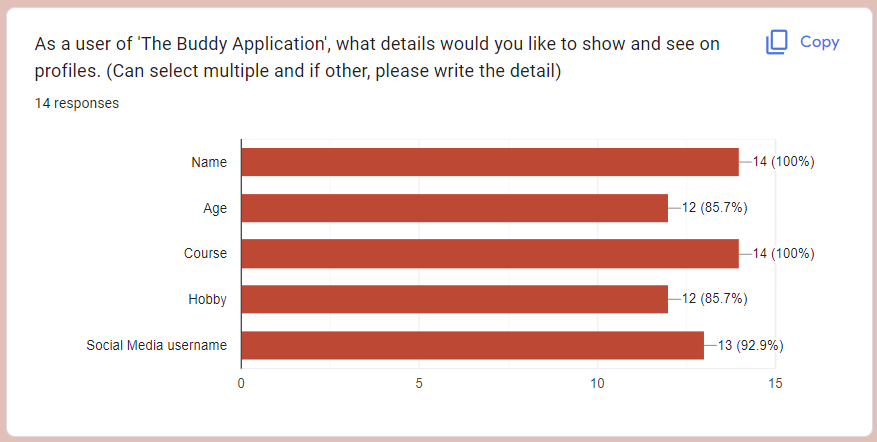 As a user of 'The Buddy Application', what details would you like to show and see on
profiles. (Can select multiple and if other, please write the detail)
Copy
14 responses
Name
14 (100%)
Age
12 (85.7%)
Course
14 (100%)
Hobby
12 (85.7%)
Social Media username
13 (92.9%)
0
5
10
15